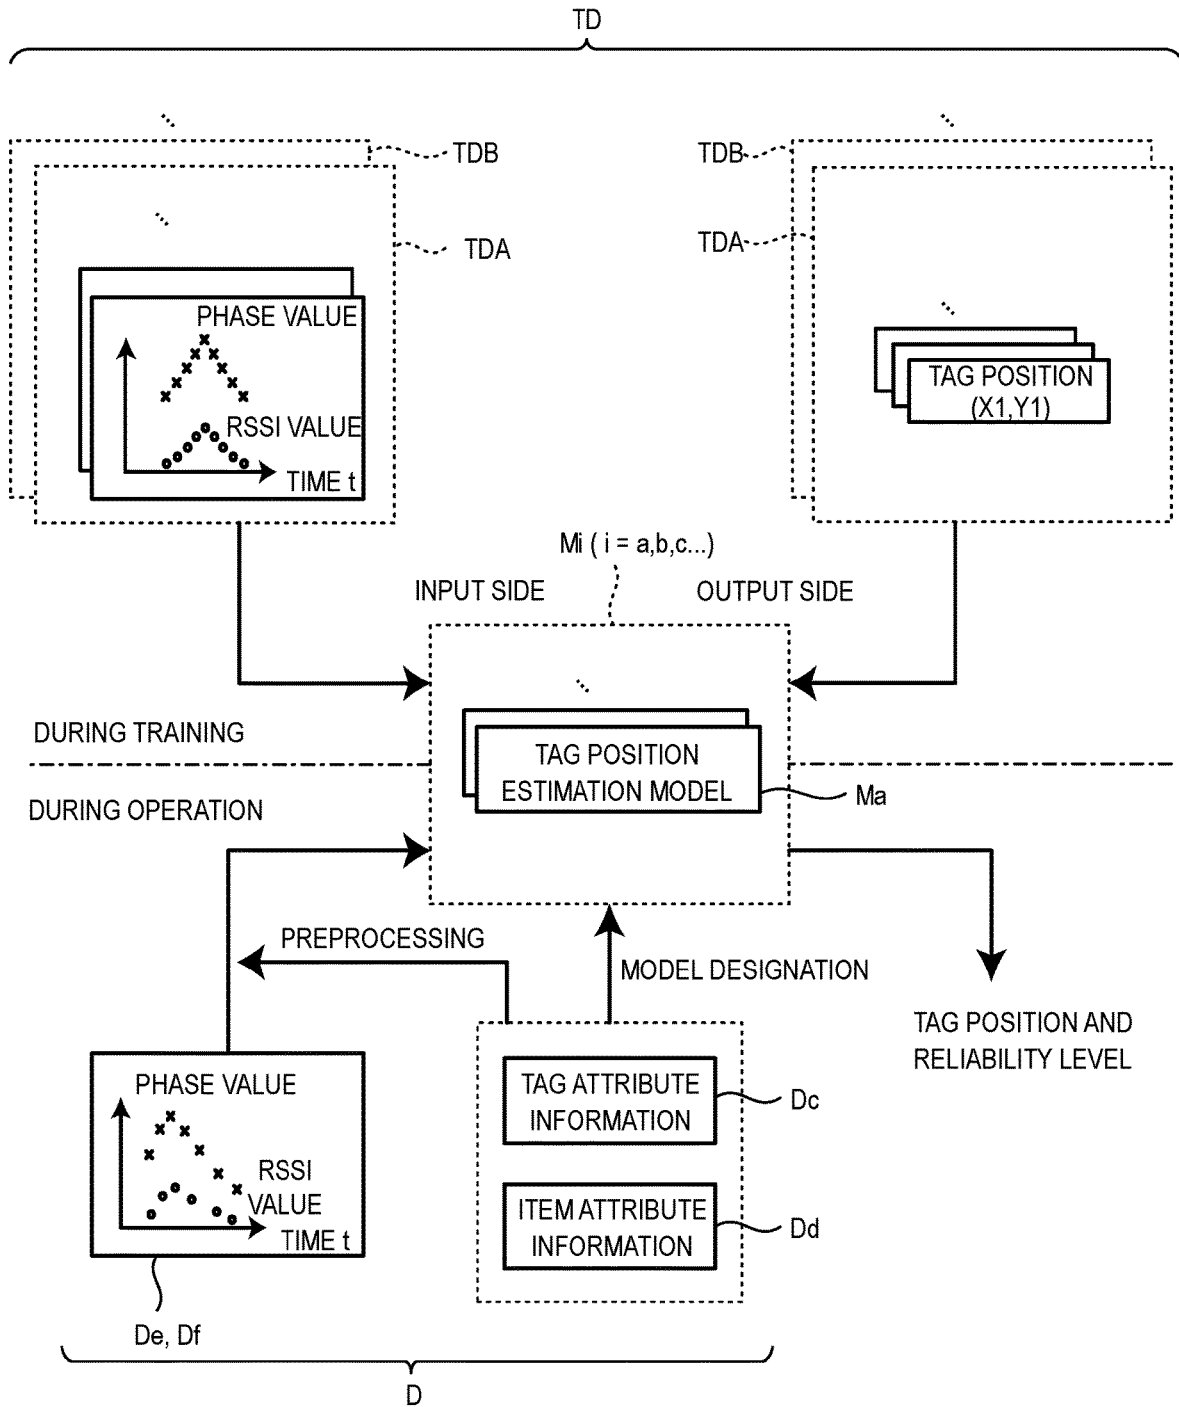 TD
TDB
TDA
PHASE VALUE
RSSI VALUE
TIME t
TDB
TDA
TAG POSITION
(X1,Y1)
Mi ( i = a,b,c...)
INPUT SIDE
OUTPUT SIDE
DURING TRAINING
TAG POSITION
ESTIMATION MODEL
Ma
DURING OPERATION
PREPROCESSING
MODEL DESIGNATION
TAG POSITION AND
RELIABILITY LEVEL
PHASE VALUE
RSSI
VALUE
TIME t
De, Df
TAG ATTRIBUTE
INFORMATION
Dc
ITEM ATTRIBUTE
INFORMATION
Dd
D